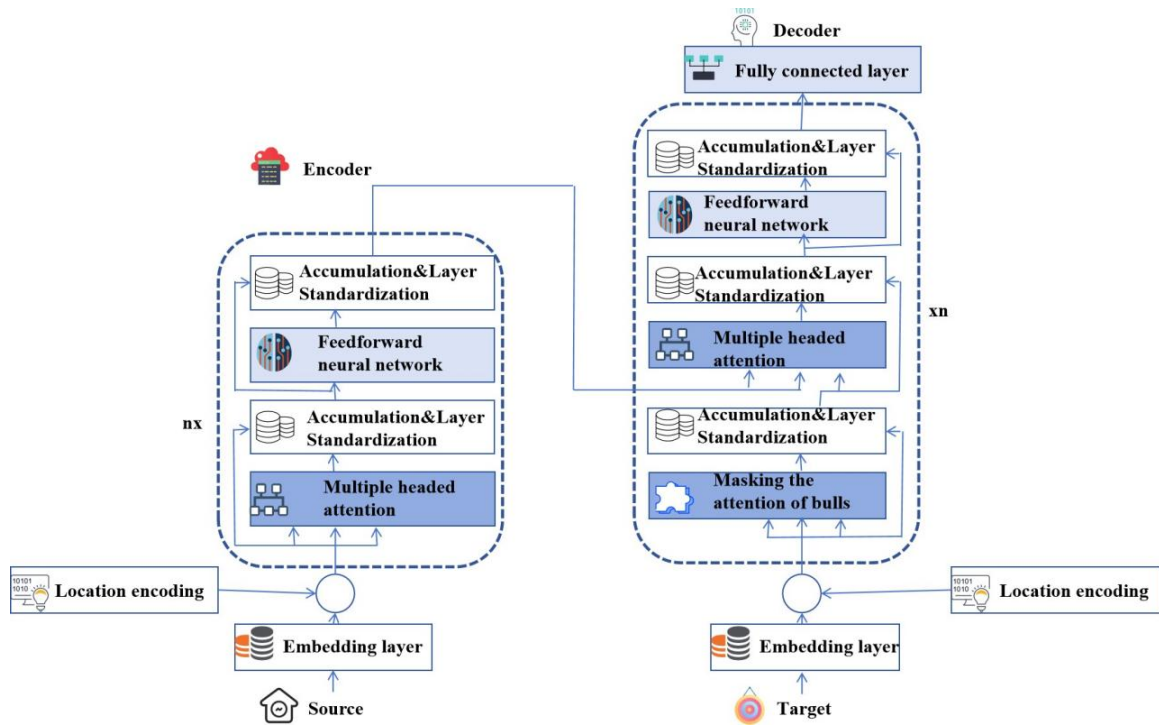 Decoder
Fully connected layer
Accumulation&Layer
Standardization
Feedforward
neural network
Accumulation&Layer
Standardization
xn
Multiple headed
attention
Accumulation&Layer
Standardization
Masking the
attention of bulls
10101
1010
Location encoding
Embedding layer
Target
Encoder
Accumulation&Layer
Standardization
Feedforward
neural network
nx
Accumulation&Layer
Standardization
Multiple headed
attention
10101
1010
Location encoding
Embedding layer
Source
10101